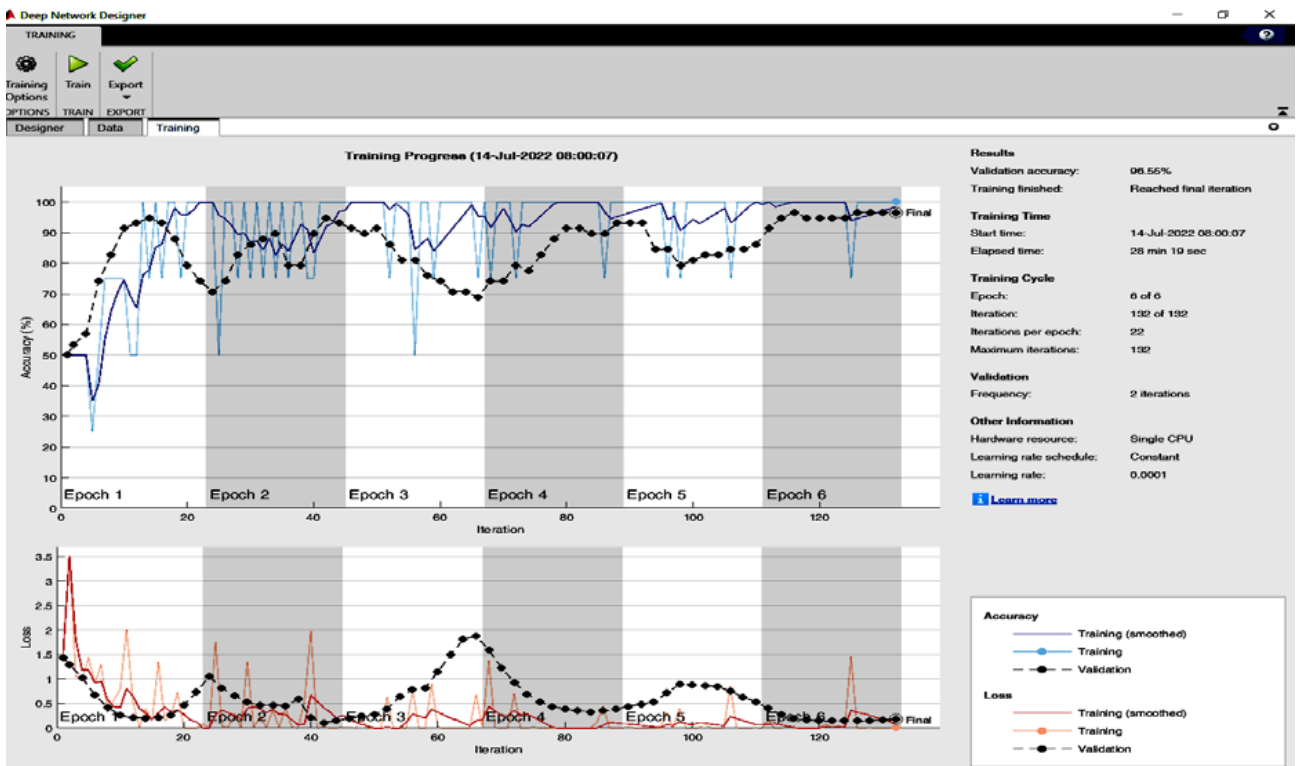 Deep Network Designer
TRAINING
Training Options
Train
Export
OPTIONS
TRAIN
EXPORT
Designer
Data
Training
Training Progress (14-Jul-2022 08:00:07)
100
90
80
70
60
50
40
30
20
10
0
Accuracy (%)
Final
Epoch 1
Epoch 2
Epoch 3
Epoch 4
Epoch 5
Epoch 6
0
20
40
60
80
100
120
Iteration
3.5
3
2.5
2
1.5
1
0.5
0
Loss
Final
Epoch 1
Epoch 2
Epoch 3
Epoch 4
Epoch 5
Epoch 6
0
20
40
60
80
100
120
Iteration
Results
Validation accuracy: 96.55%
Training finished: Reached final iteration
Training Time
Start time: 14-Jul-2022 08:00:07
Elapsed time: 28 min 19 sec
Training Cycle
Epoch: 6 of 6
Iteration: 132 of 132
Iterations per epoch: 22
Maximum iterations: 132
Validation
Frequency: 2 iterations
Other Information
Hardware resource: Single CPU
Learning rate schedule: Constant
Learning rate: 0.0001
Learn more
Accuracy
Training (smoothed)
Training
Validation
Loss
Training (smoothed)
Training
Validation